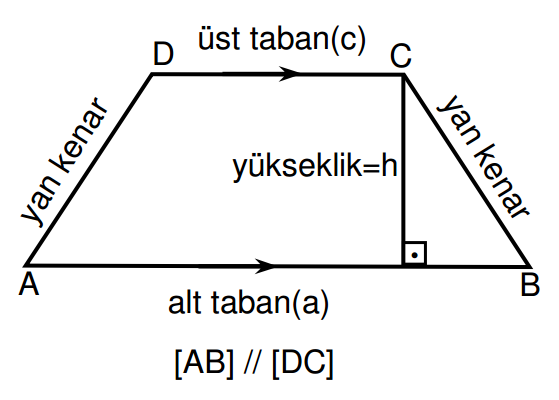 üst taban(c)
D
C
yan kenar
yan kenar
yükseklik=h
A
B
alt taban(a)
[AB] // [DC]